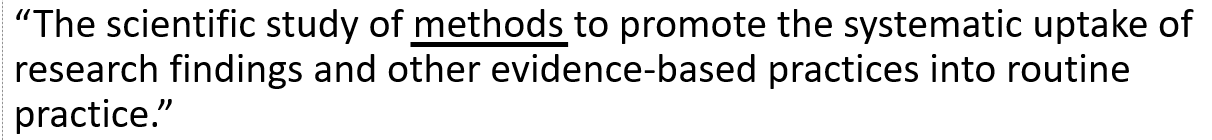 “The scientific study of methods to promote the systematic uptake of
research findings and other evidence-based practices into routine
practice.”